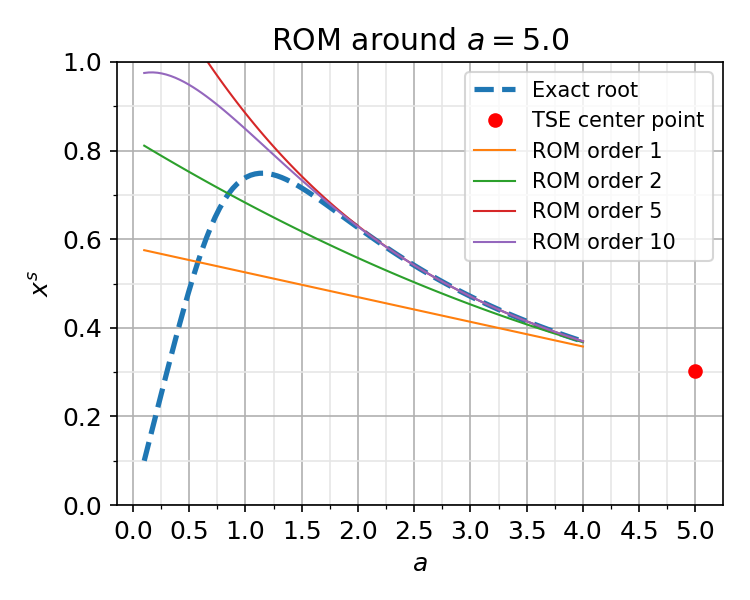 ROM around a = 5.0
1.0
0.8
0.6
0.4
0.2
0.0
x^s
Exact root
TSE center point
ROM order 1
ROM order 2
ROM order 5
ROM order 10
0.0 0.5 1.0 1.5 2.0 2.5 3.0 3.5 4.0 4.5 5.0
a